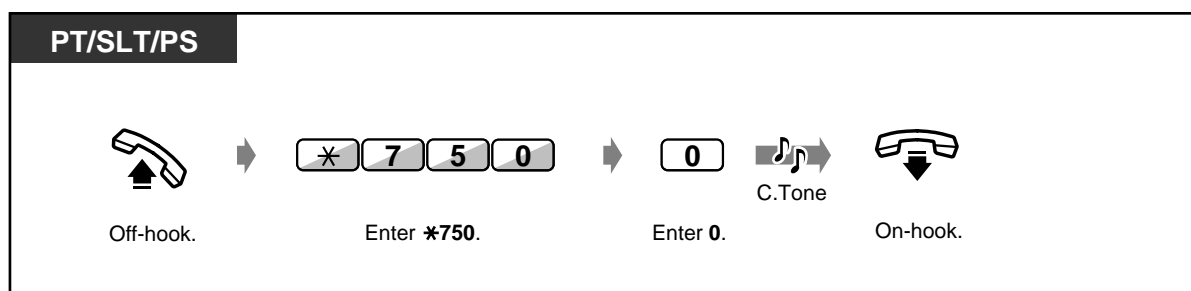 PT/SLT/PS
* 7 5 0
0
C.Tone
Off-hook.
Enter *750.
Enter 0.
On-hook.